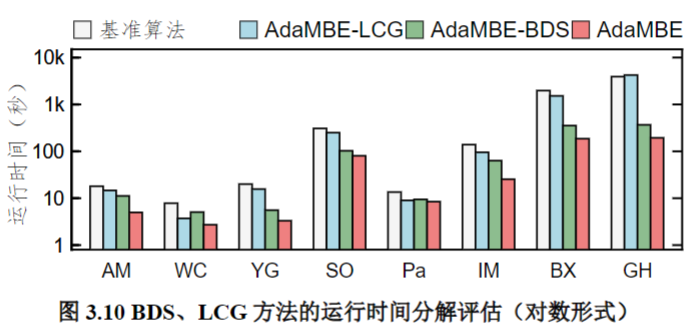 基准算法 AdaMBE-LCG AdaMBE-BDS AdaMBE
运行时间（秒）
10k
1k
100
10
1
AM WC YG SO Pa IM BX GH
图 3.10 BDS、LCG 方法的运行时间分解评估（对数形式）